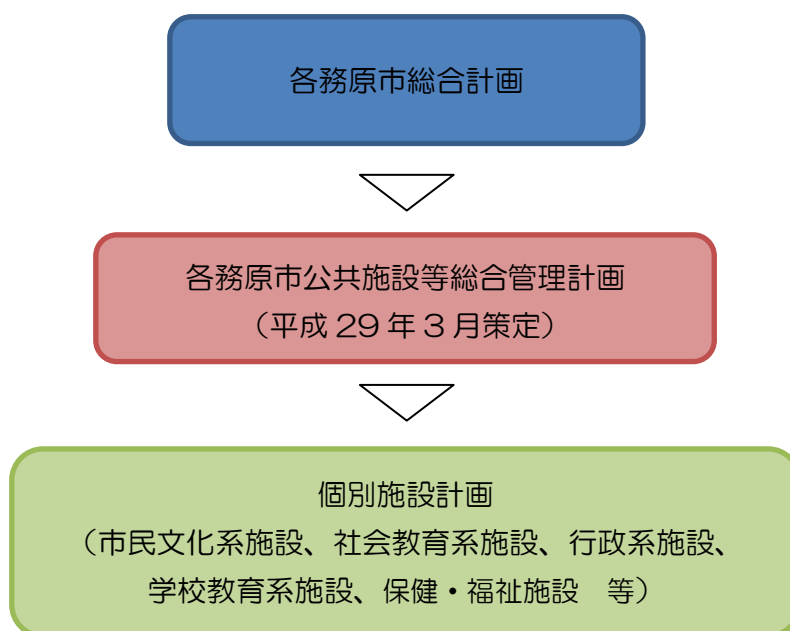 各務原市総合計画
各務原市公共施設等総合管理計画
（平成 29 年 3 月策定）
個別施設計画
（市民文化系施設、社会教育系施設、行政系施設、
学校教育系施設、保健・福祉施設　等）